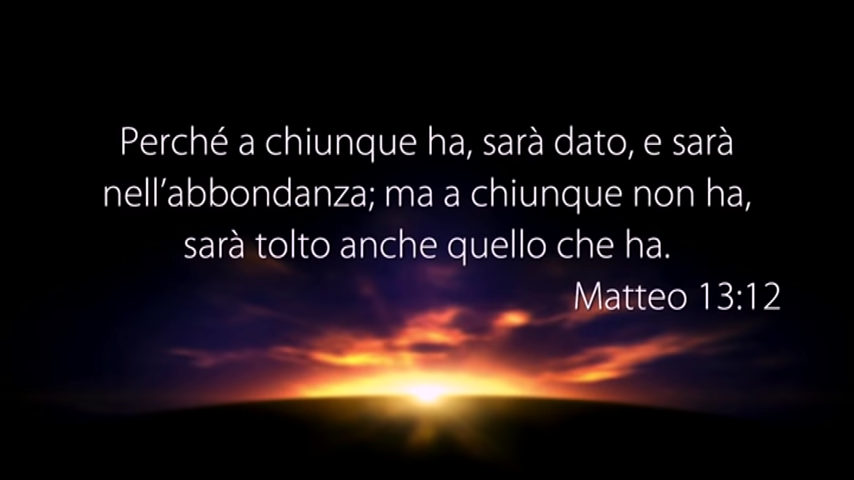 Perché a chiunque ha, sarà dato, e sarà
nell'abbondanza; ma a chiunque non ha,
sarà tolto anche quello che ha.
Matteo 13:12